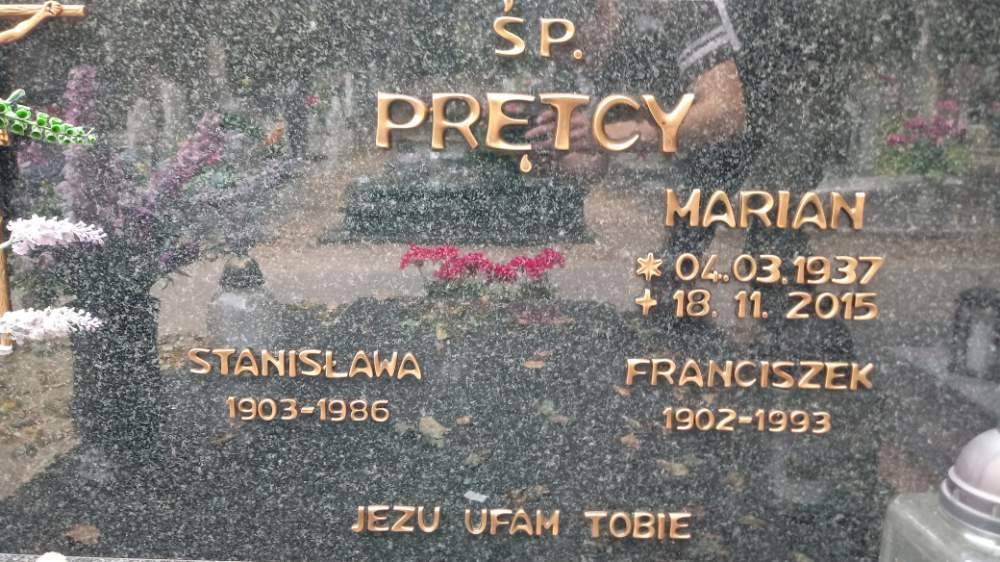 ŚP.
PRĘTCY
MARIAN
* 04.03.1937
+ 18.11.2015
STANISŁAWA
1903-1986
FRANCISZEK
1902-1993
JEZU UFAM TOBIE